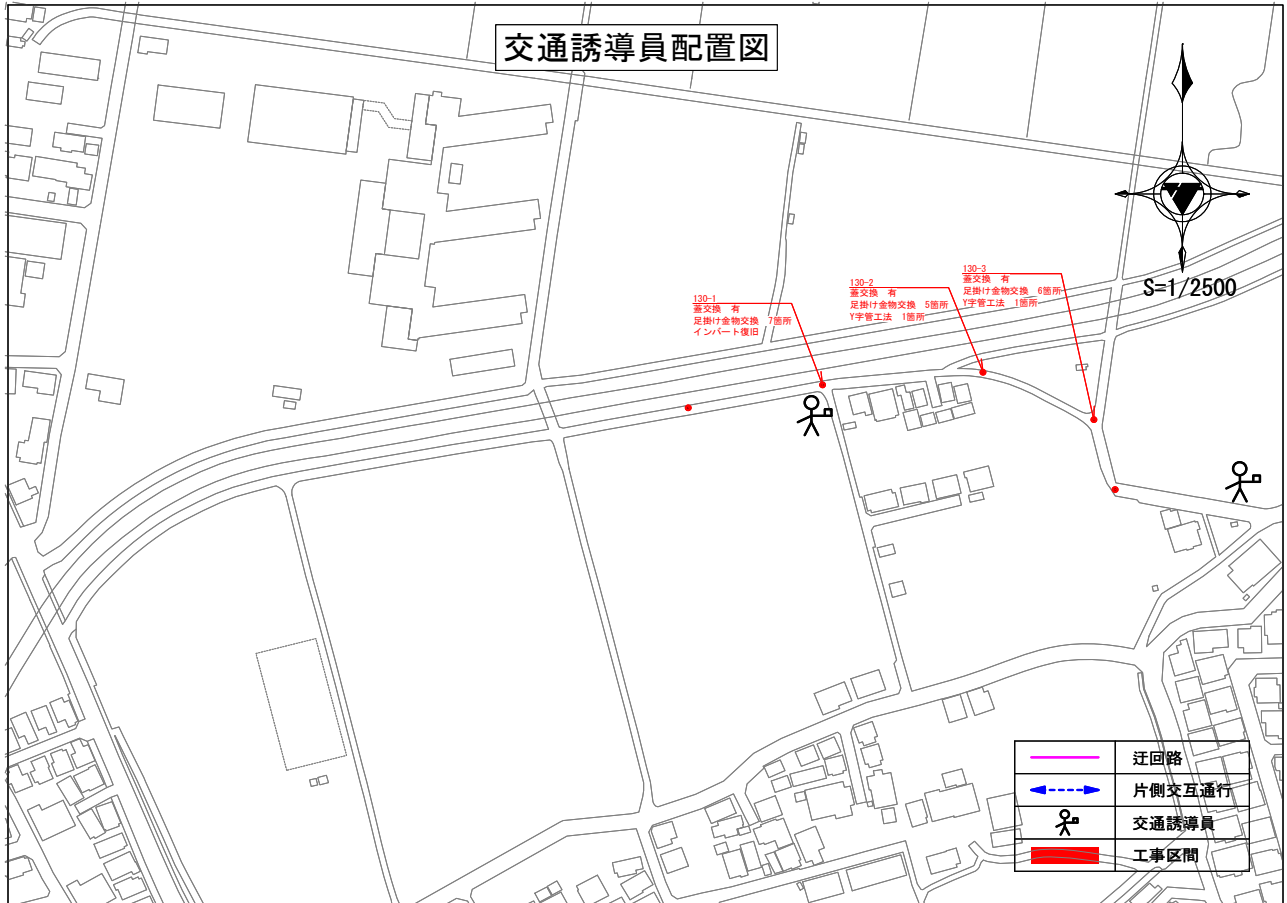 交通誘導員配置図
S=1/2500
130-1
蓋交換　有
足掛け金物交換　7箇所
インバート復旧
130-2
蓋交換　有
足掛け金物交換　5箇所
Y字管工法　1箇所
130-3
蓋交換　有
足掛け金物交換　6箇所
Y字管工法　1箇所
迂回路
片側交互通行
交通誘導員
工事区間